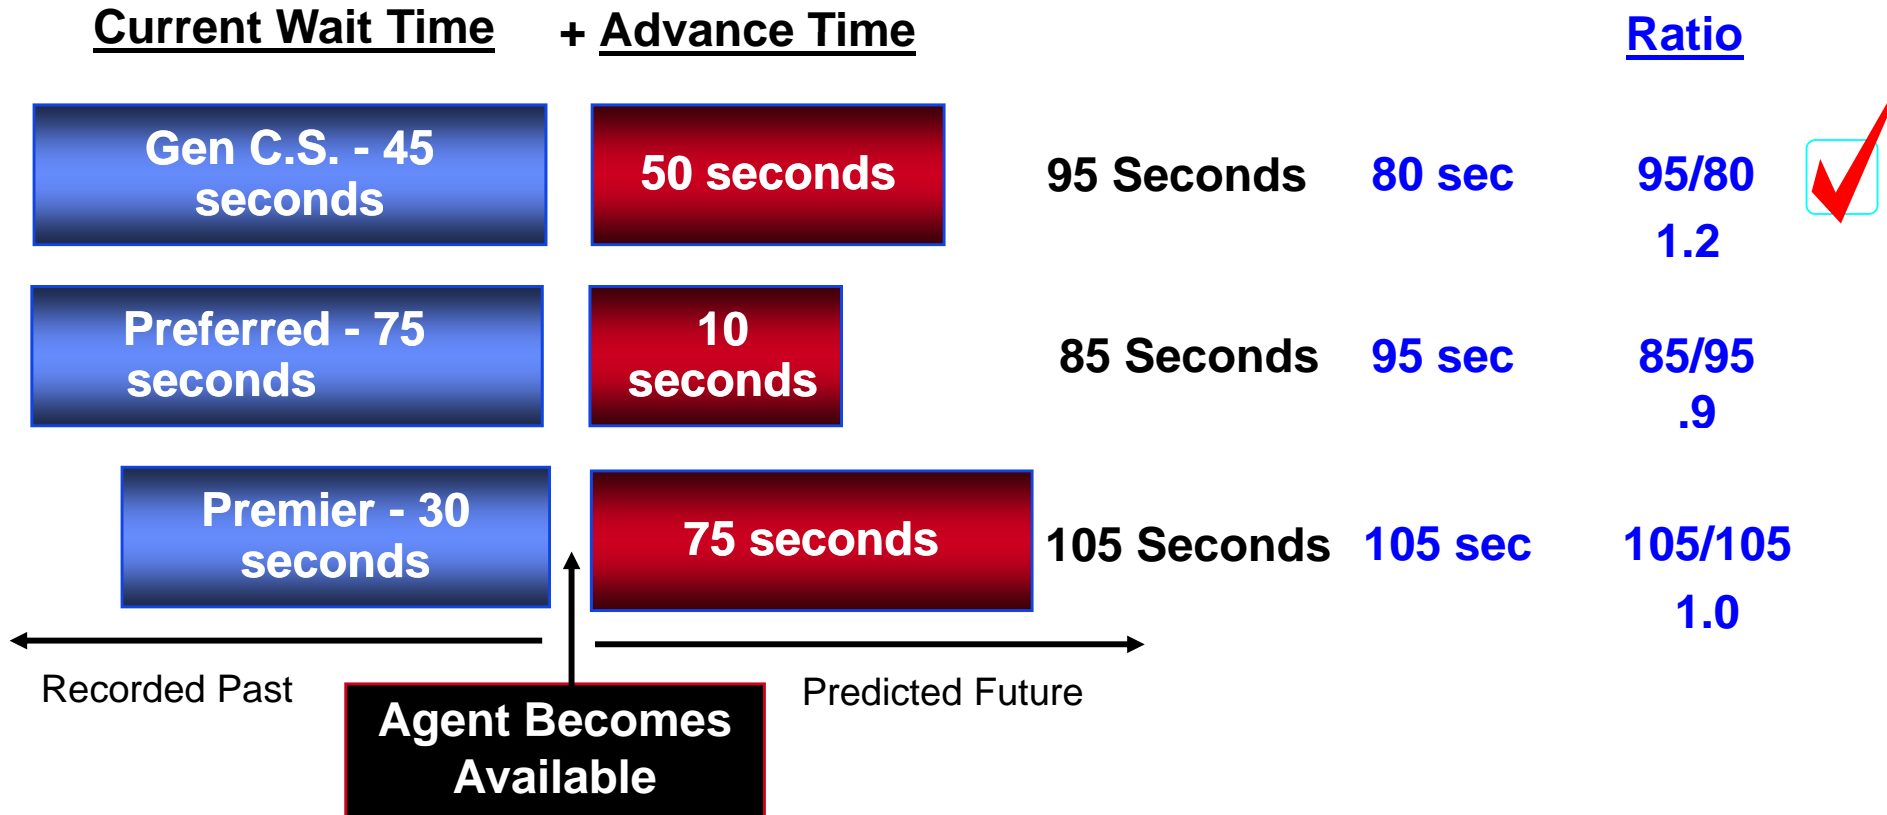 Current Wait Time + Advance Time Ratio
Gen C.S. - 45
seconds
50 seconds
95 Seconds 80 sec 95/80
1.2
Preferred - 75
seconds
10
seconds
85 Seconds 95 sec 85/95
.9
Premier - 30
seconds
75 seconds
105 Seconds 105 sec 105/105
1.0
Recorded Past
Predicted Future
Agent Becomes
Available